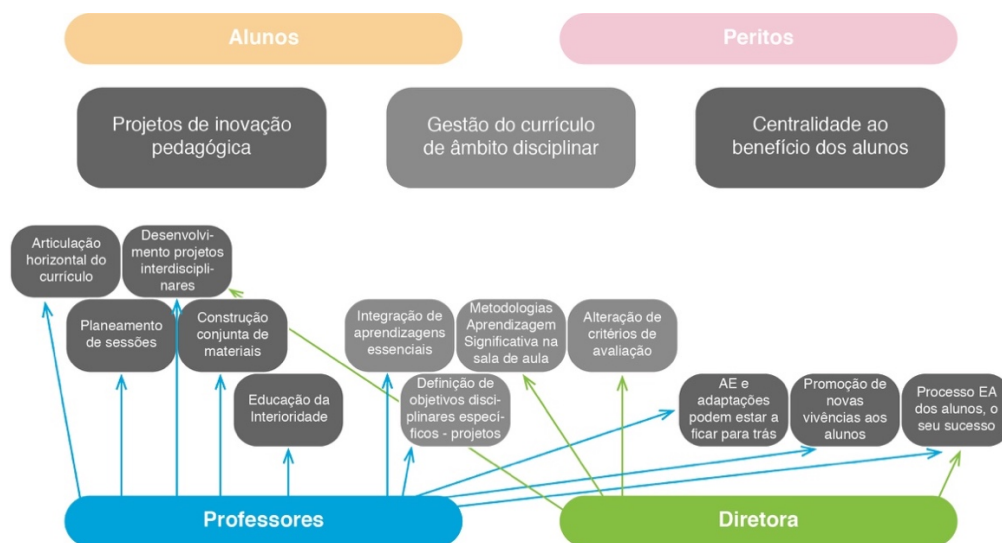 Alunos
Peritos
Projetos de inovação
pedagógica
Gestão do currículo
de âmbito disciplinar
Centralidade ao
benefício dos alunos
Articulação
horizontal do
currículo
Desenvolvi-
mento projetos
interdiscipli-
nares
Planeamento
de sessões
Construção
conjunta de
materiais
Educação da
Interioridade
Integração de
aprendizagens
essenciais
Metodologias
Aprendizagem
Significativa na
sala de aula
Alteração de
critérios de
avaliação
Definição de
objetivos disci-
plinares especi-
ficos - projetos
AE e
adaptações
podem estar a
ficar para trás
Promoção de
novas
vivências aos
alunos
Processo EA
dos alunos, o
seu sucesso
Professores
Diretora